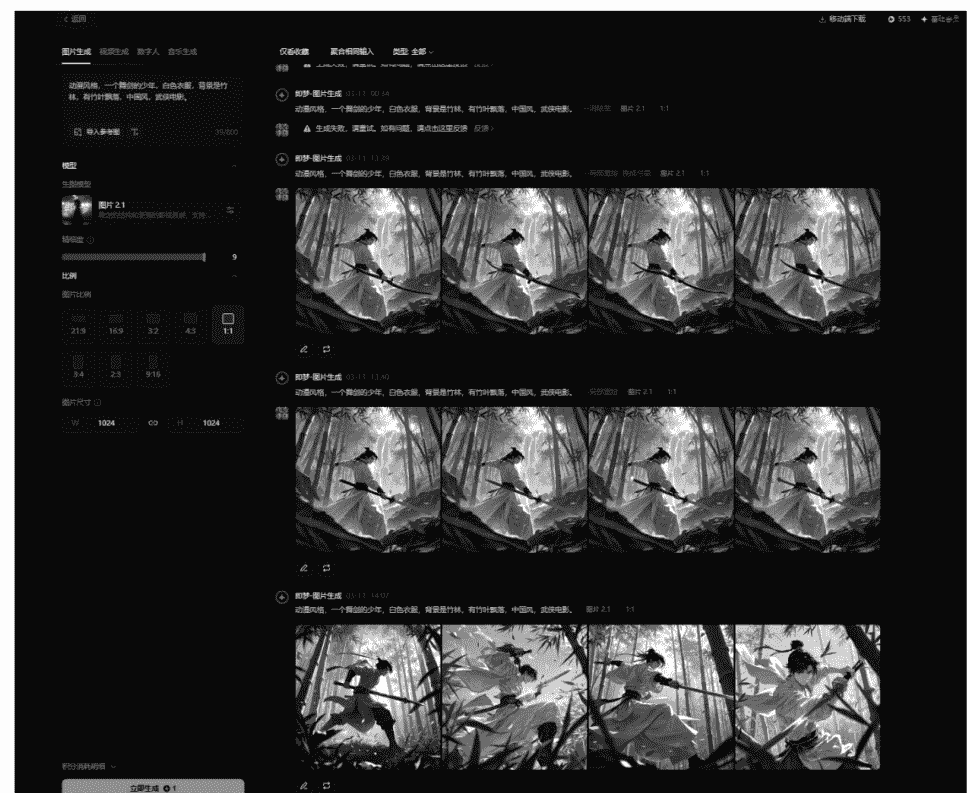 返回
移动端下载
553
图片生成 视频生成 数字人 音乐生成
动漫风格，一个舞剑的少年，白色衣服，背景是竹林，有竹叶飘落，中国风，武侠电影。
导入参考图
39/800
模型
生图模型
图片 2.1
精细度
9
比例
图片比例
21:9 16:9 3:2 4:3 1:1
3:4 2:3 9:16
图片尺寸
W 1024 H 1024
积分消耗明细
立即生成 1
仅看收藏 聚合相同输入 类型: 全部
即梦-图片生成
动漫风格，一个舞剑的少年，白色衣服，背景是竹林，有竹叶飘落，中国风，武侠电影。 图片 2.1 1:1
生成失败，请重试。如有问题，请点击这里反馈 反馈
即梦-图片生成
动漫风格，一个舞剑的少年，白色衣服，背景是竹林，有竹叶飘落，中国风，武侠电影。 图片 2.1 1:1
即梦-图片生成
动漫风格，一个舞剑的少年，白色衣服，背景是竹林，有竹叶飘落，中国风，武侠电影。 图片 2.1 1:1
即梦-图片生成
动漫风格，一个舞剑的少年，白色衣服，背景是竹林，有竹叶飘落，中国风，武侠电影。 图片 2.1 1:1